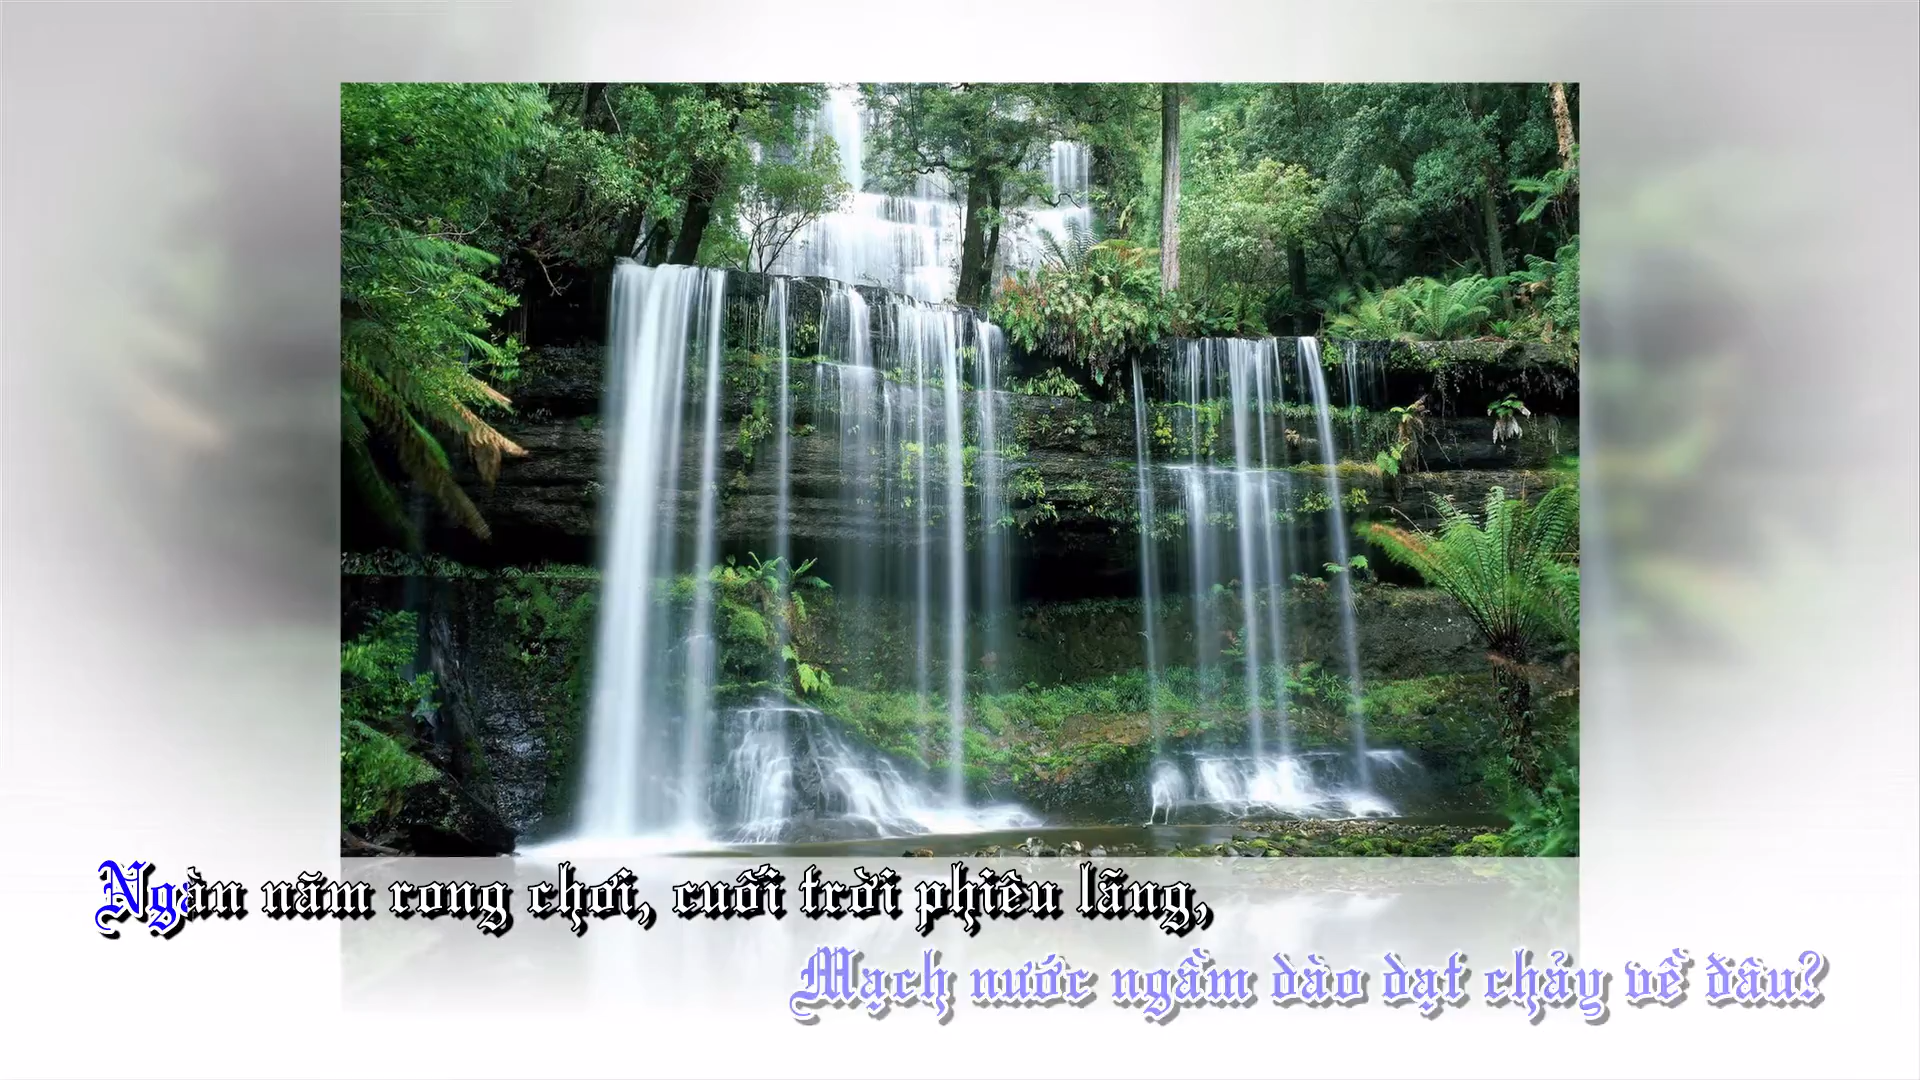 Ngàn năm rong chơi, cuối trời phiêu lãng,
Mạch nước ngầm dào dạt chảy về đâu?